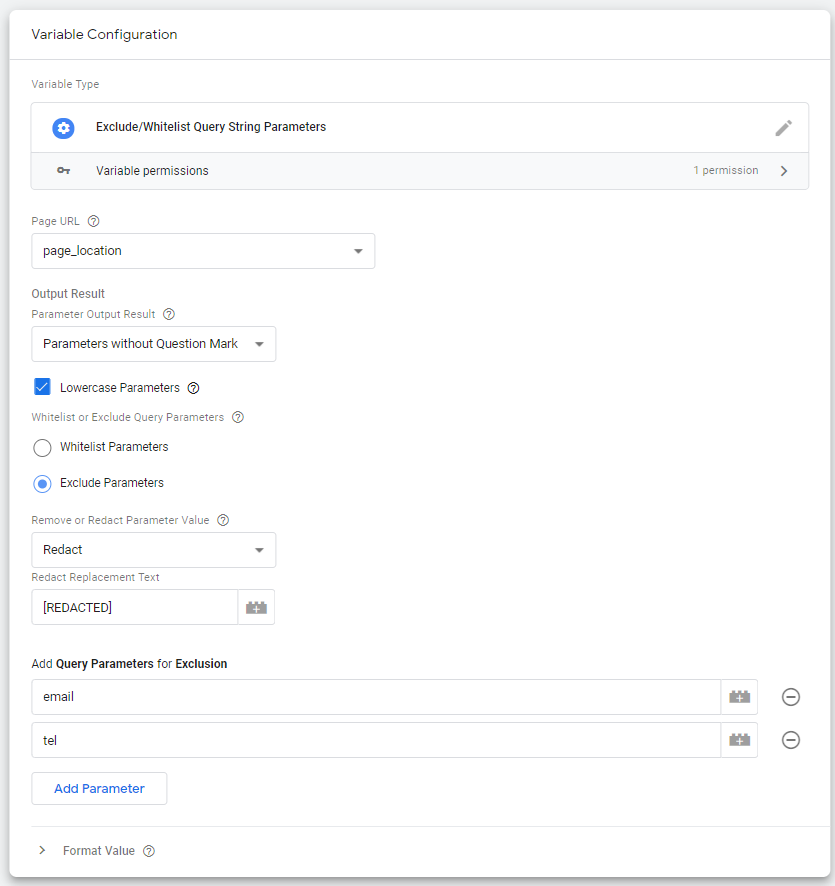 Variable Configuration
Variable Type
Exclude/Whitelist Query String Parameters
Variable permissions 1 permission
Page URL
page_location
Output Result
Parameter Output Result
Parameters without Question Mark
Lowercase Parameters
Whitelist or Exclude Query Parameters
Whitelist Parameters
Exclude Parameters
Remove or Redact Parameter Value
Redact
Redact Replacement Text
[REDACTED]
Add Query Parameters for Exclusion
email
tel
Add Parameter
Format Value